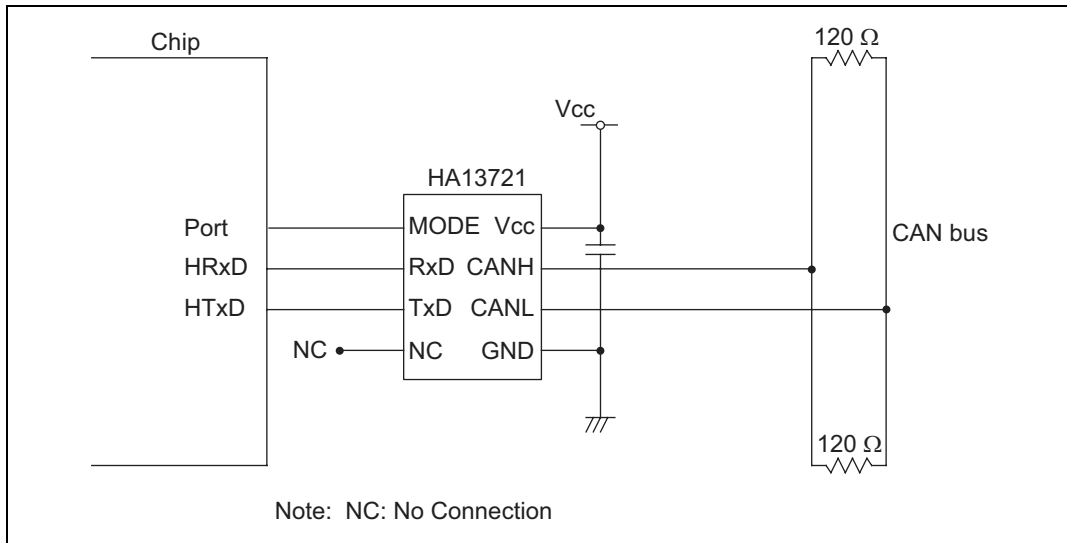 Chip
120 Ω
Vcc
HA13721
Port
MODE Vcc
CAN bus
HRxD
RxD CANH
HTxD
TxD CANL
NC
NC GND
120 Ω
Note: NC: No Connection